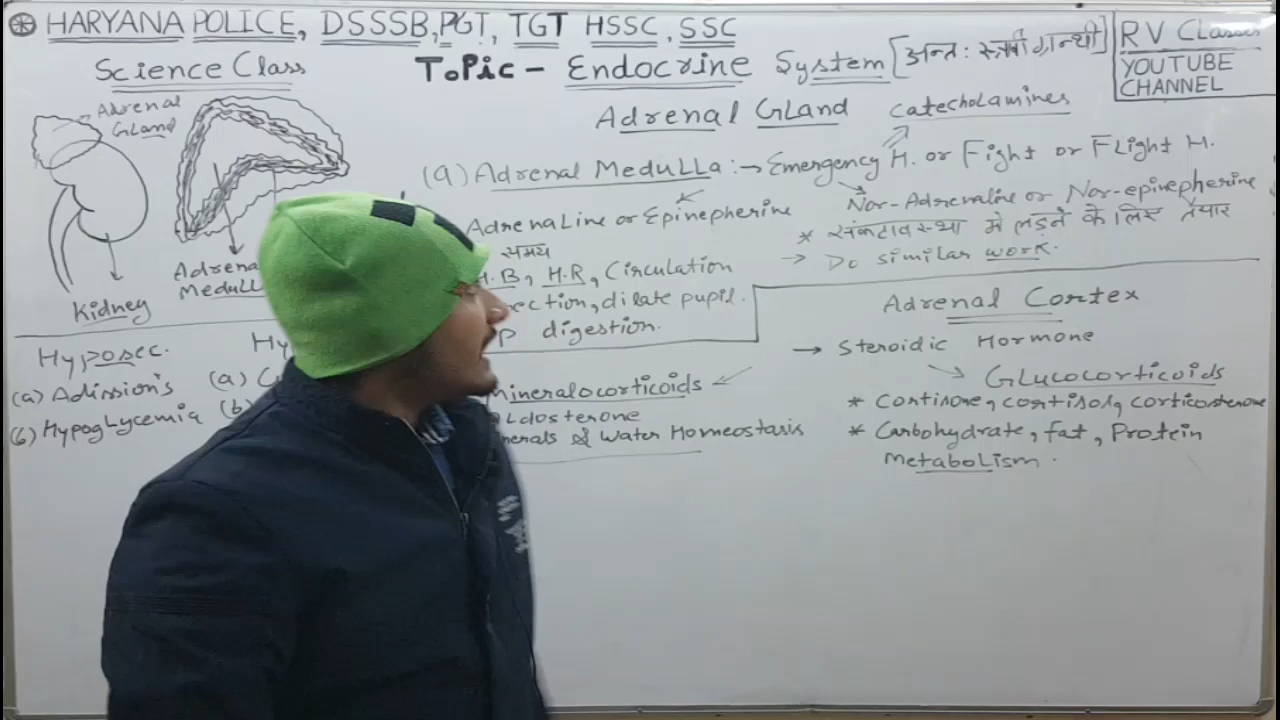 ⊛ HARYANA POLICE, DSSSB, PGT, TGT HSSC, SSC
RV Classes
YOUTUBE
CHANNEL
Science Class
ToPic - Endocrine System [अन्त: स्त्रावी ग्रन्थी]
Adrenal GLand
catecholamines
Adrenal
GLand
(a) Adrenal MeduLLa :→ Emergency H. or Fight or FLight H.
AdrenaLine or Epinepherine
Nor-Adrenaline or Nor-epinepherine
समय
* संकटावस्था में लड़ने के लिए तैयार
→ Do similar work.
H.B, H.R, Circulation
ection, dilate pupil.
p digestion.
Adrena
MeduLL
Kidney
Adrenal Cortex
→ Steroidic Hormone
Hyposec.
Hy
(a) Adission's
(a) C
(b) HypogLycemia
(b)
mineralocorticoids
Ldosterone
nerals & Water Homeostasis
GLucocorticoids
* Cortisone, cortisol, corticosterone
* Carbohydrate, fat, Protein
MetaboLism.